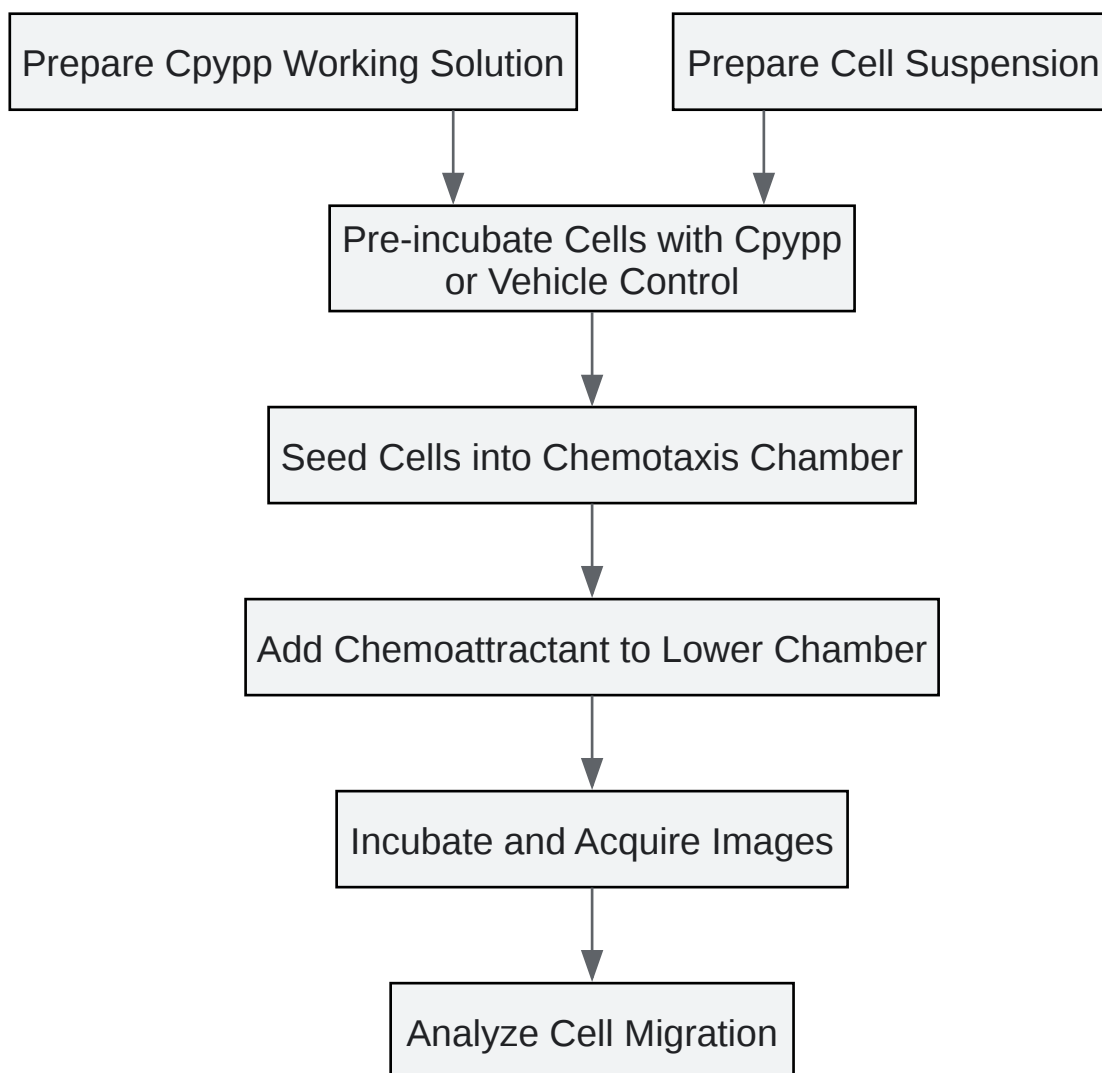 Prepare Cpypp Working Solution
Prepare Cell Suspension
Pre-incubate Cells with Cpypp
or Vehicle Control
Seed Cells into Chemotaxis Chamber
Add Chemoattractant to Lower Chamber
Incubate and Acquire Images
Analyze Cell Migration